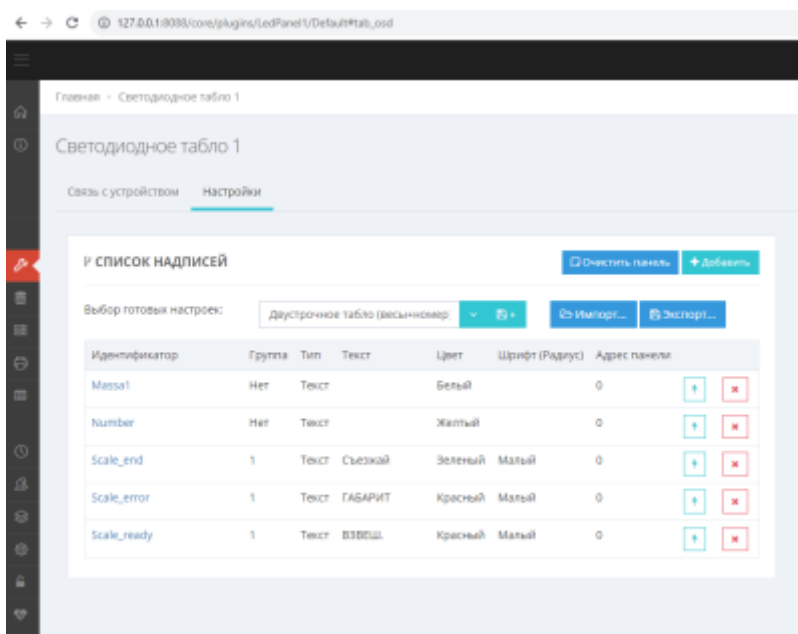 127.0.0.1:8088/core/plugins/LedPanel1/Default#tab_osd
Главная - Светодиодное табло 1
Светодиодное табло 1
Связь с устройством Настройки
СПИСОК НАДПИСЕЙ Очистить панель + Добавить
Выбор готовых настроек: Двустрочное табло (весы+номер) + Импорт... Экспорт...
Идентификатор Группа Тип Текст Цвет Шрифт (Радиус) Адрес панели
Massa1 Нет Текст Белый 0
Number Нет Текст Желтый 0
Scale_end 1 Текст Съезжай Зеленый Малый 0
Scale_error 1 Текст ГАБАРИТ Красный Малый 0
Scale_ready 1 Текст ВЗВЕШ. Красный Малый 0